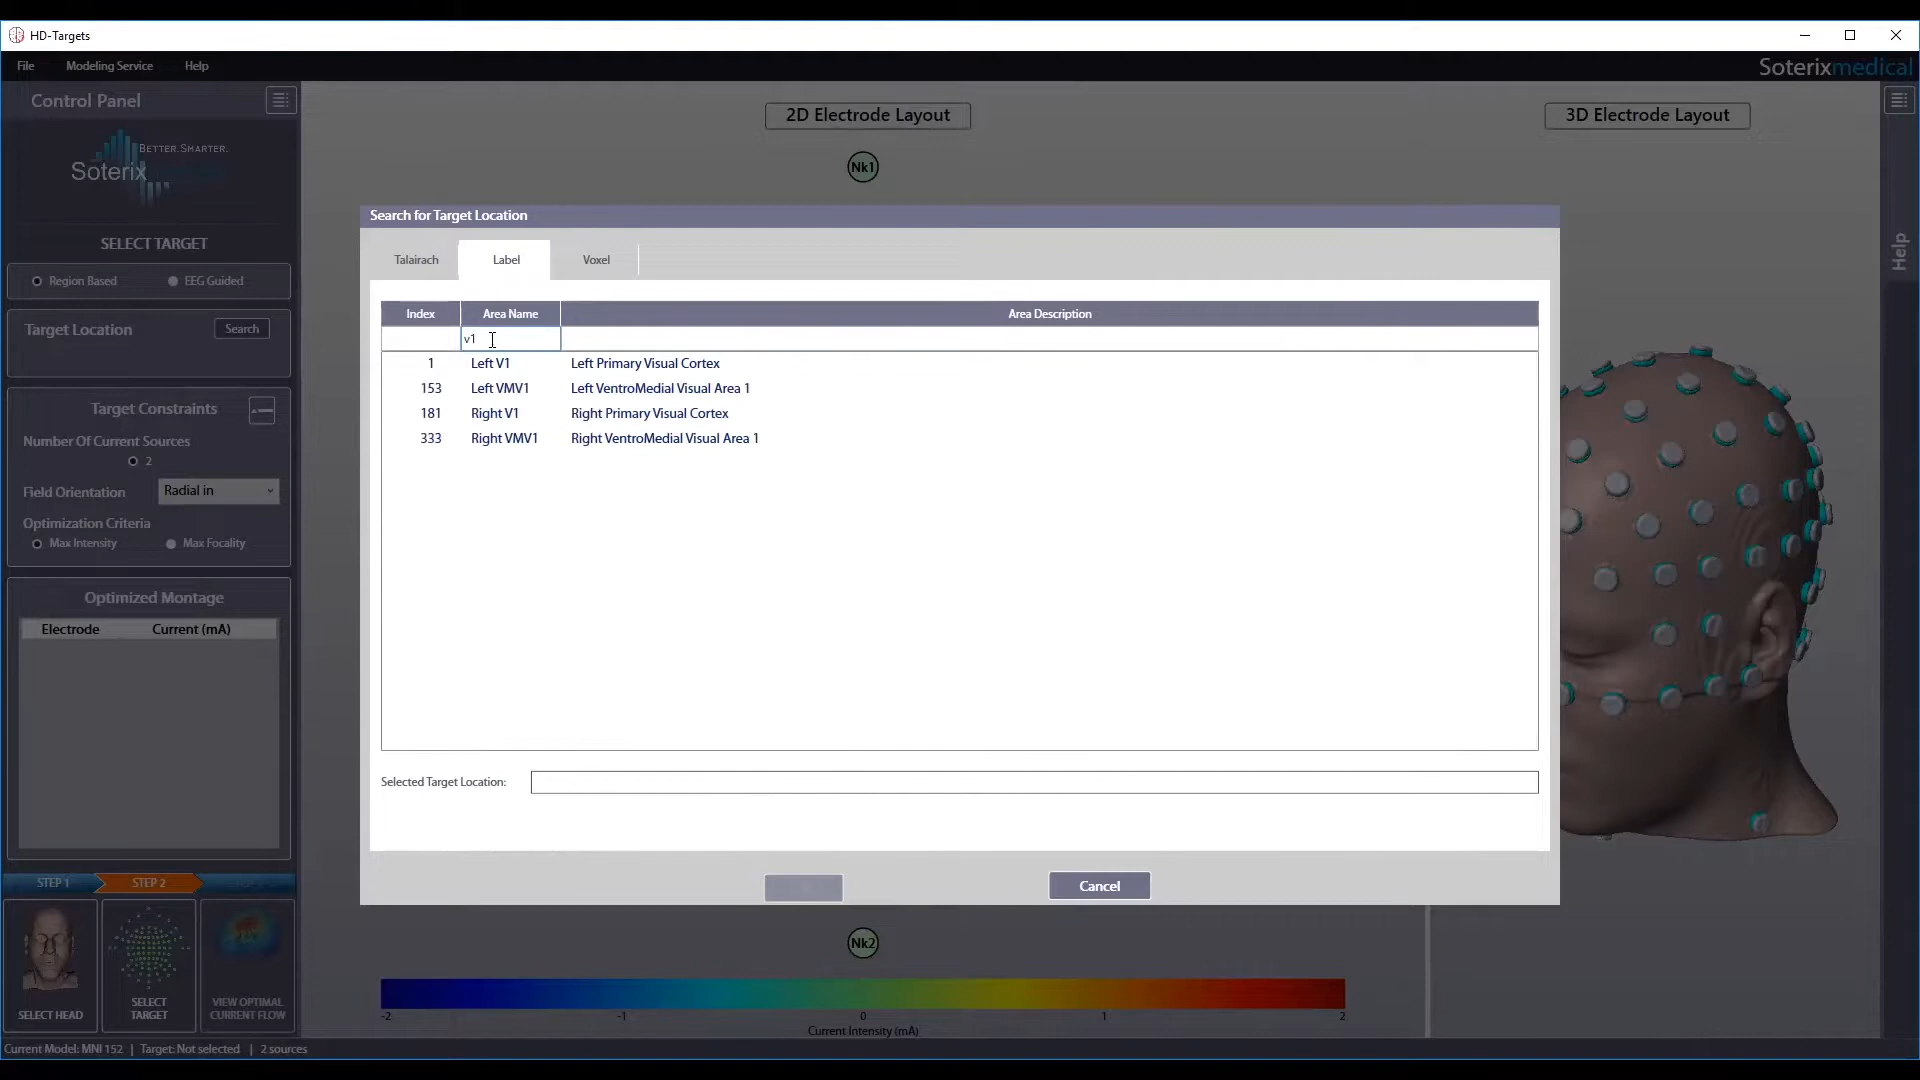 HD-Targets
File Modeling Service Help
Soterixmedical
Control Panel
2D Electrode Layout
3D Electrode Layout
BETTER. SMARTER.
Soterix
Nk1
Help
SELECT TARGET
Region Based EEG Guided
Target Location Search
Target Constraints
Number Of Current Sources
2
Field Orientation Radial in
Optimization Criteria
Max Intensity Max Focality
Optimized Montage
Electrode Current (mA)
Search for Target Location
Talairach Label Voxel
Index Area Name Area Description
v1
1 Left V1 Left Primary Visual Cortex
153 Left VMV1 Left VentroMedial Visual Area 1
181 Right V1 Right Primary Visual Cortex
333 Right VMV1 Right VentroMedial Visual Area 1
Selected Target Location:
Cancel
STEP 1 STEP 2
SELECT HEAD
SELECT TARGET
VIEW OPTIMAL CURRENT FLOW
Nk2
-2 -1 0 1 2
Current Intensity (mA)
Current Model: MNI 152 | Target: Not selected | 2 sources